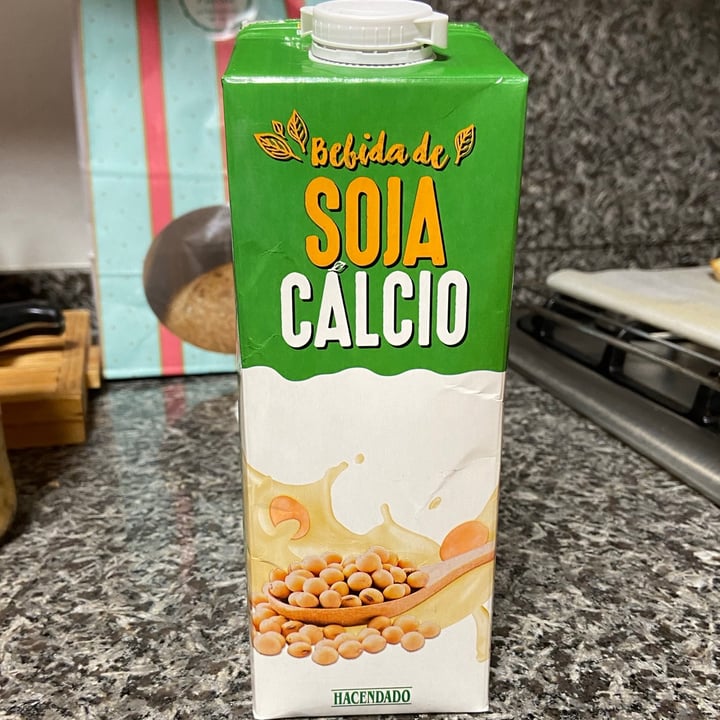 Bebida de
SOJA
CÁLCIO
HACENDADO